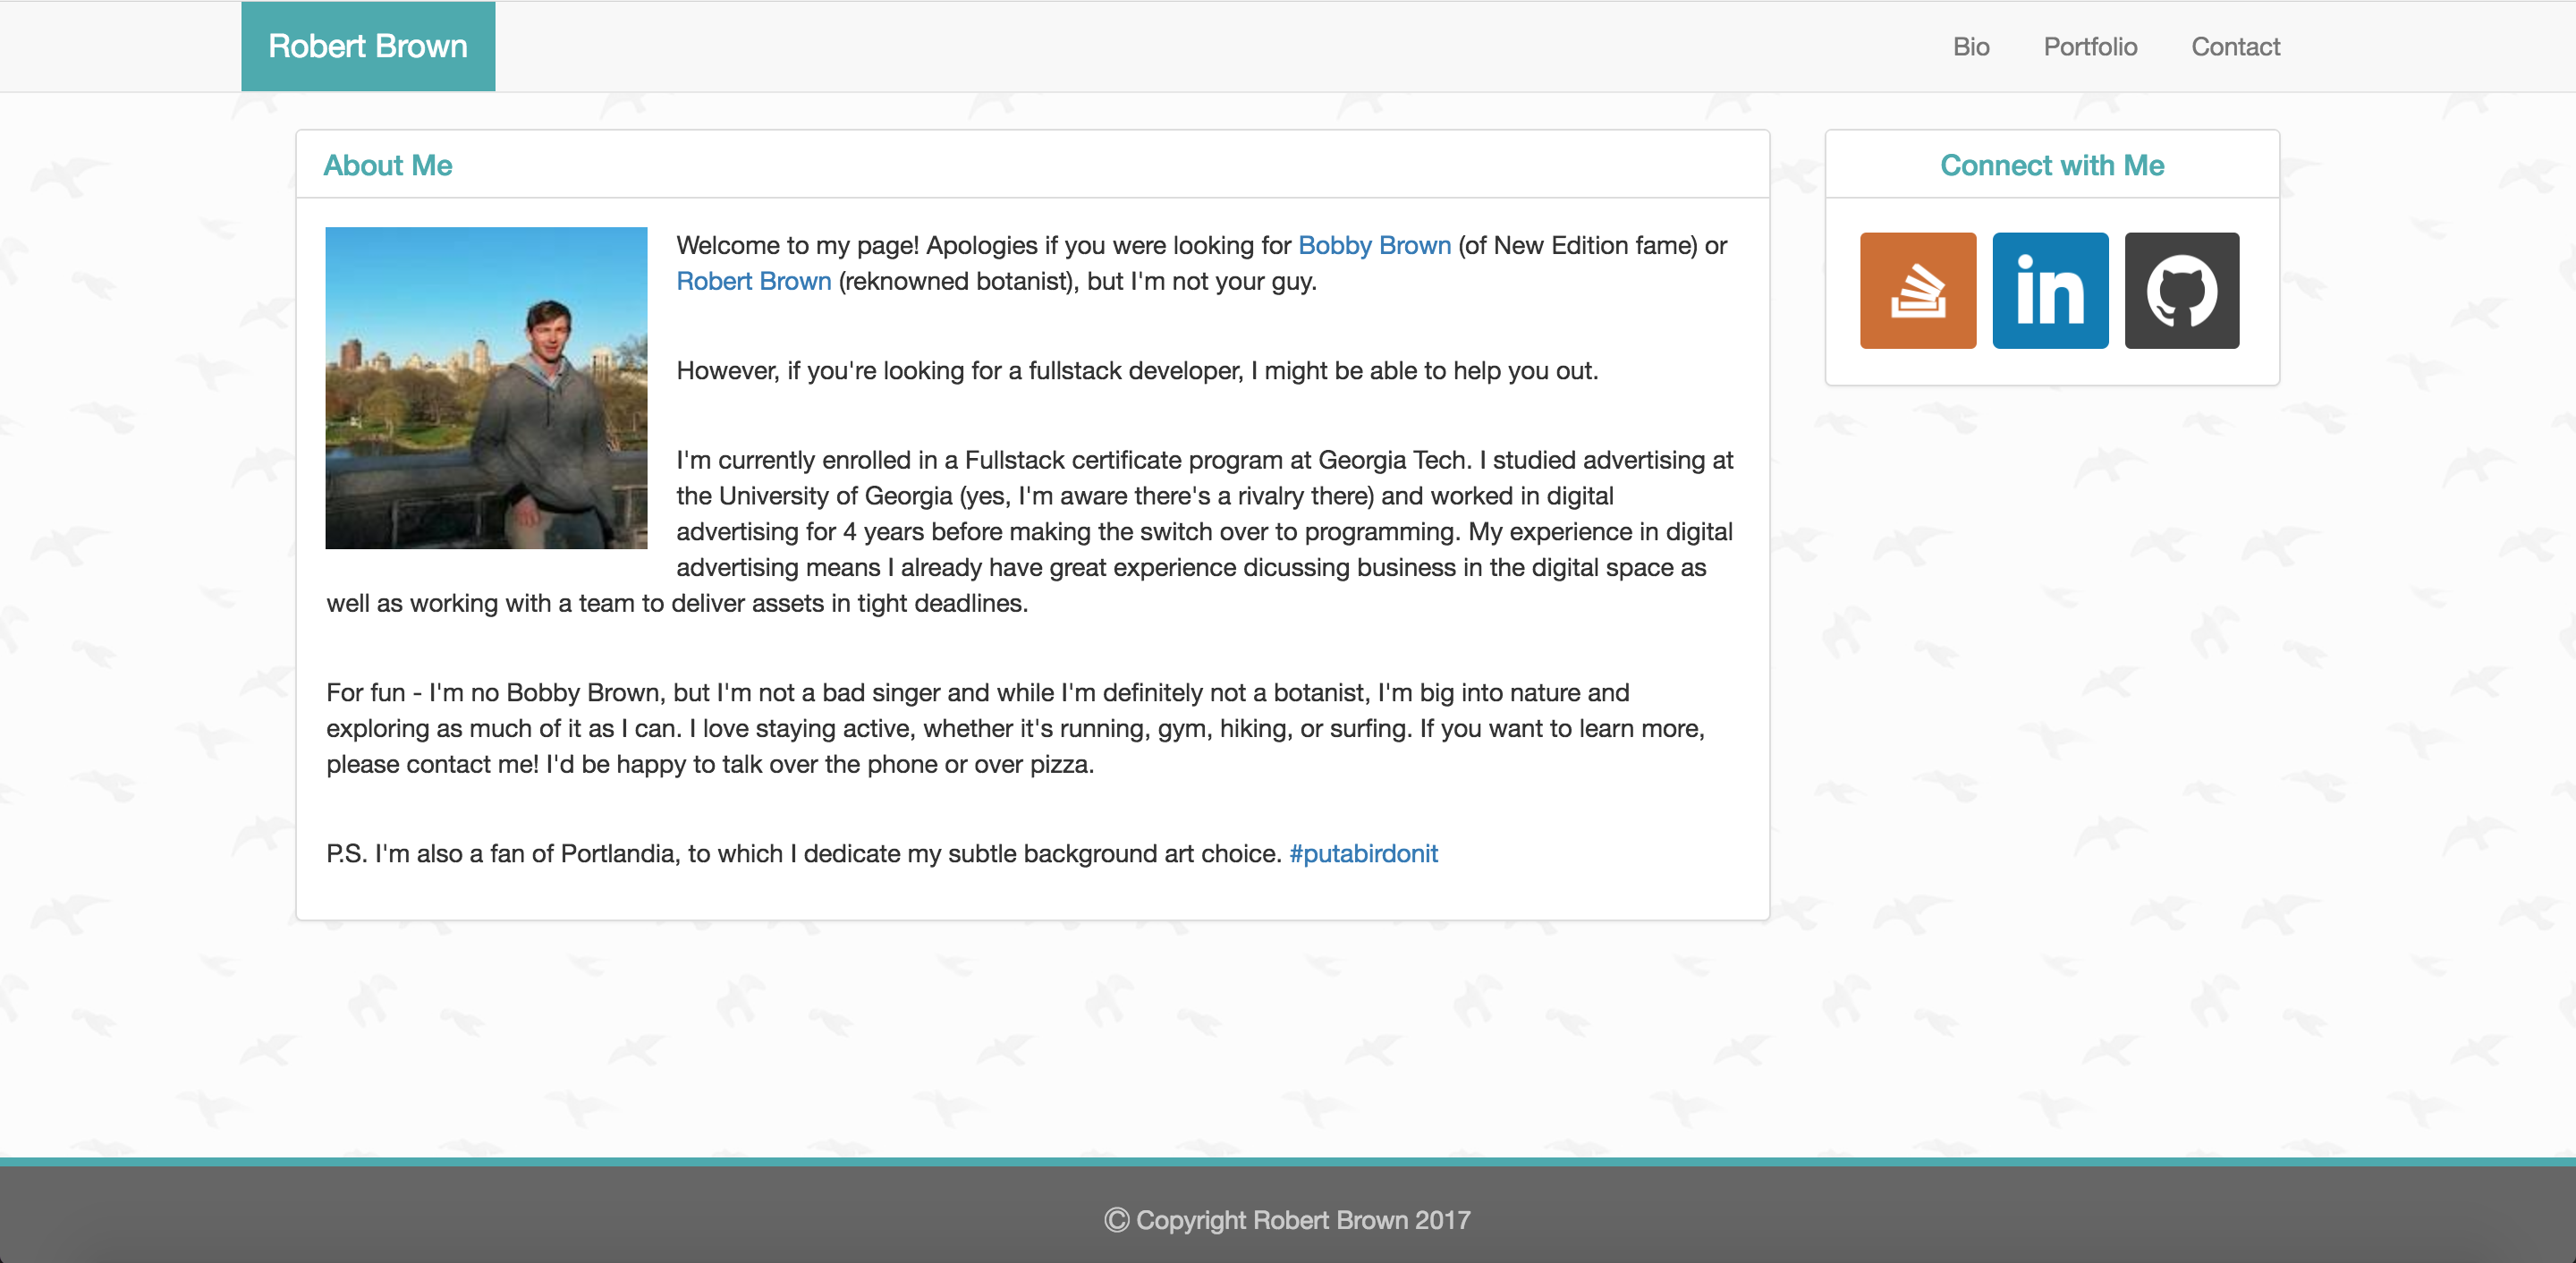 Robert Brown
Bio
Portfolio
Contact
About Me
Welcome to my page! Apologies if you were looking for Bobby Brown (of New Edition fame) or
Robert Brown (reknowned botanist), but I'm not your guy.
However, if you're looking for a fullstack developer, I might be able to help you out.
I'm currently enrolled in a Fullstack certificate program at Georgia Tech. I studied advertising at
the University of Georgia (yes, I'm aware there's a rivalry there) and worked in digital
advertising for 4 years before making the switch over to programming. My experience in digital
advertising means I already have great experience dicussing business in the digital space as
well as working with a team to deliver assets in tight deadlines.
For fun - I'm no Bobby Brown, but I'm not a bad singer and while I'm definitely not a botanist, I'm big into nature and
exploring as much of it as I can. I love staying active, whether it's running, gym, hiking, or surfing. If you want to learn more,
please contact me! I'd be happy to talk over the phone or over pizza.
P.S. I'm also a fan of Portlandia, to which I dedicate my subtle background art choice. #putabirdonit
Connect with Me
in
© Copyright Robert Brown 2017